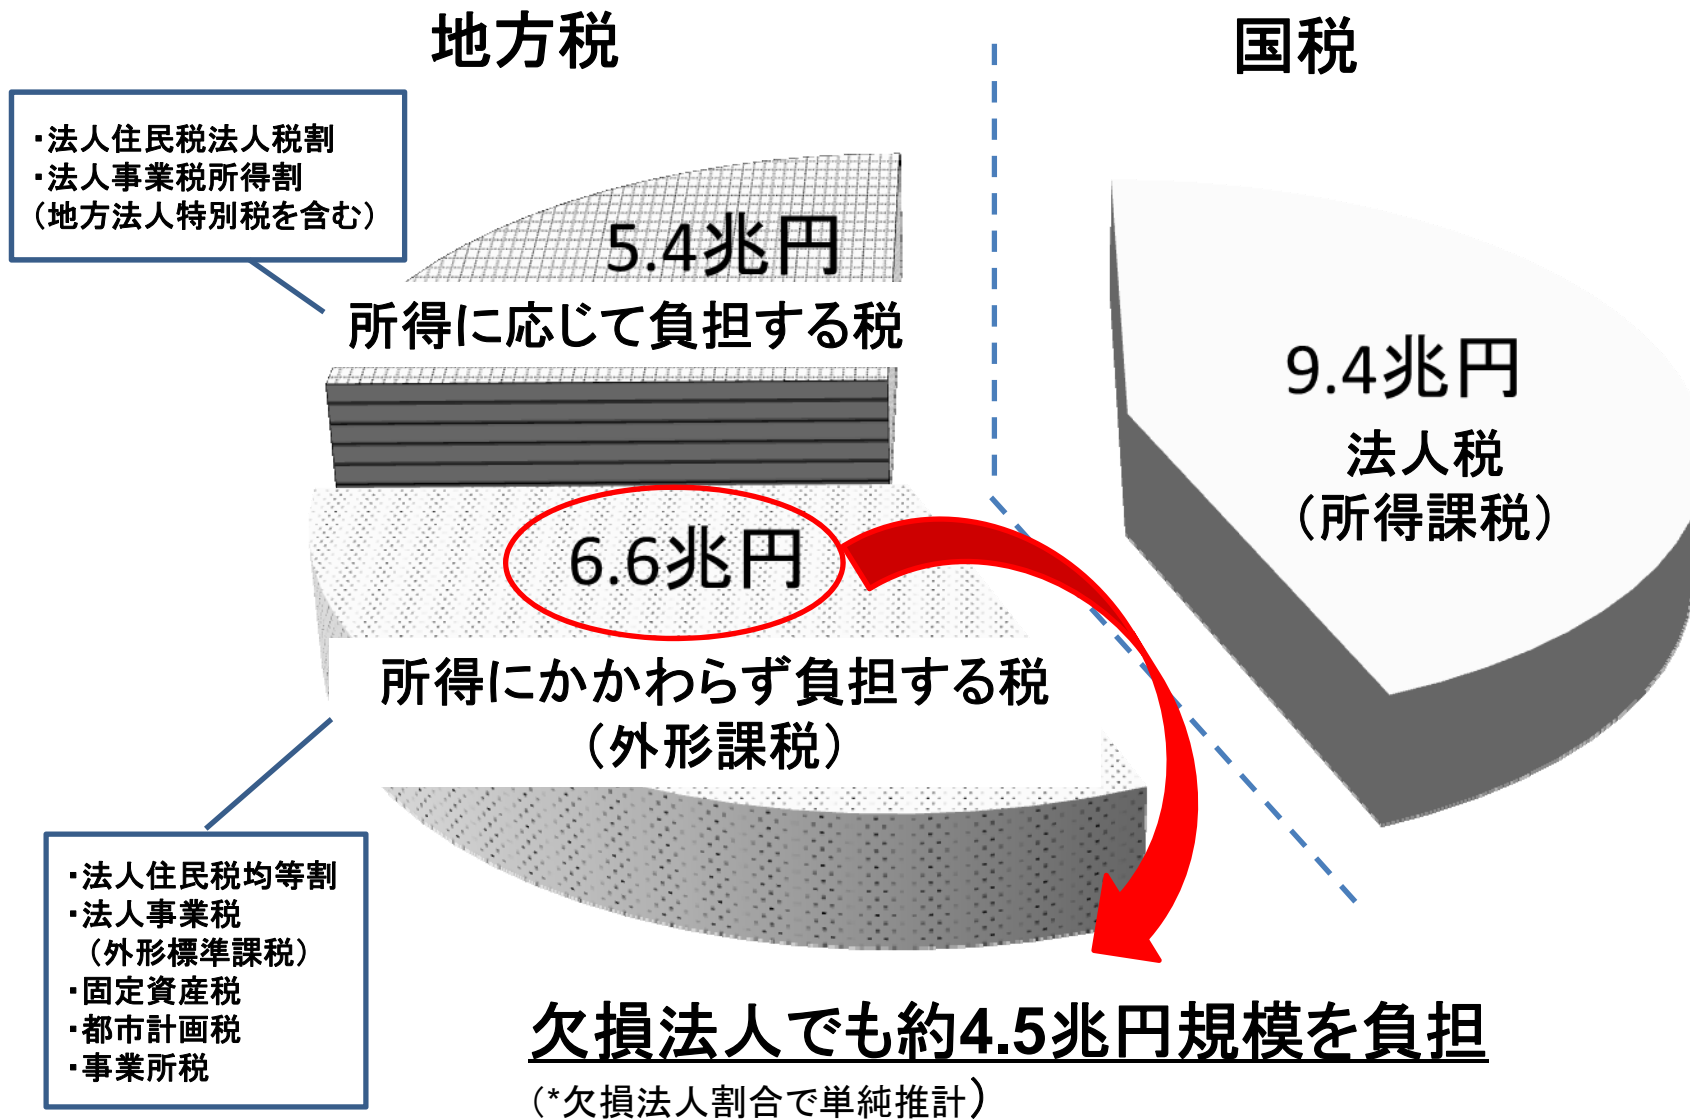 地方税
国税
・法人住民税法人税割
・法人事業税所得割
（地方法人特別税を含む）
5.4兆円
所得に応じて負担する税
9.4兆円
法人税
（所得課税）
6.6兆円
所得にかかわらず負担する税
（外形課税）
・法人住民税均等割
・法人事業税
（外形標準課税）
・固定資産税
・都市計画税
・事業所税
欠損法人でも約4.5兆円規模を負担
（*欠損法人割合で単純推計）